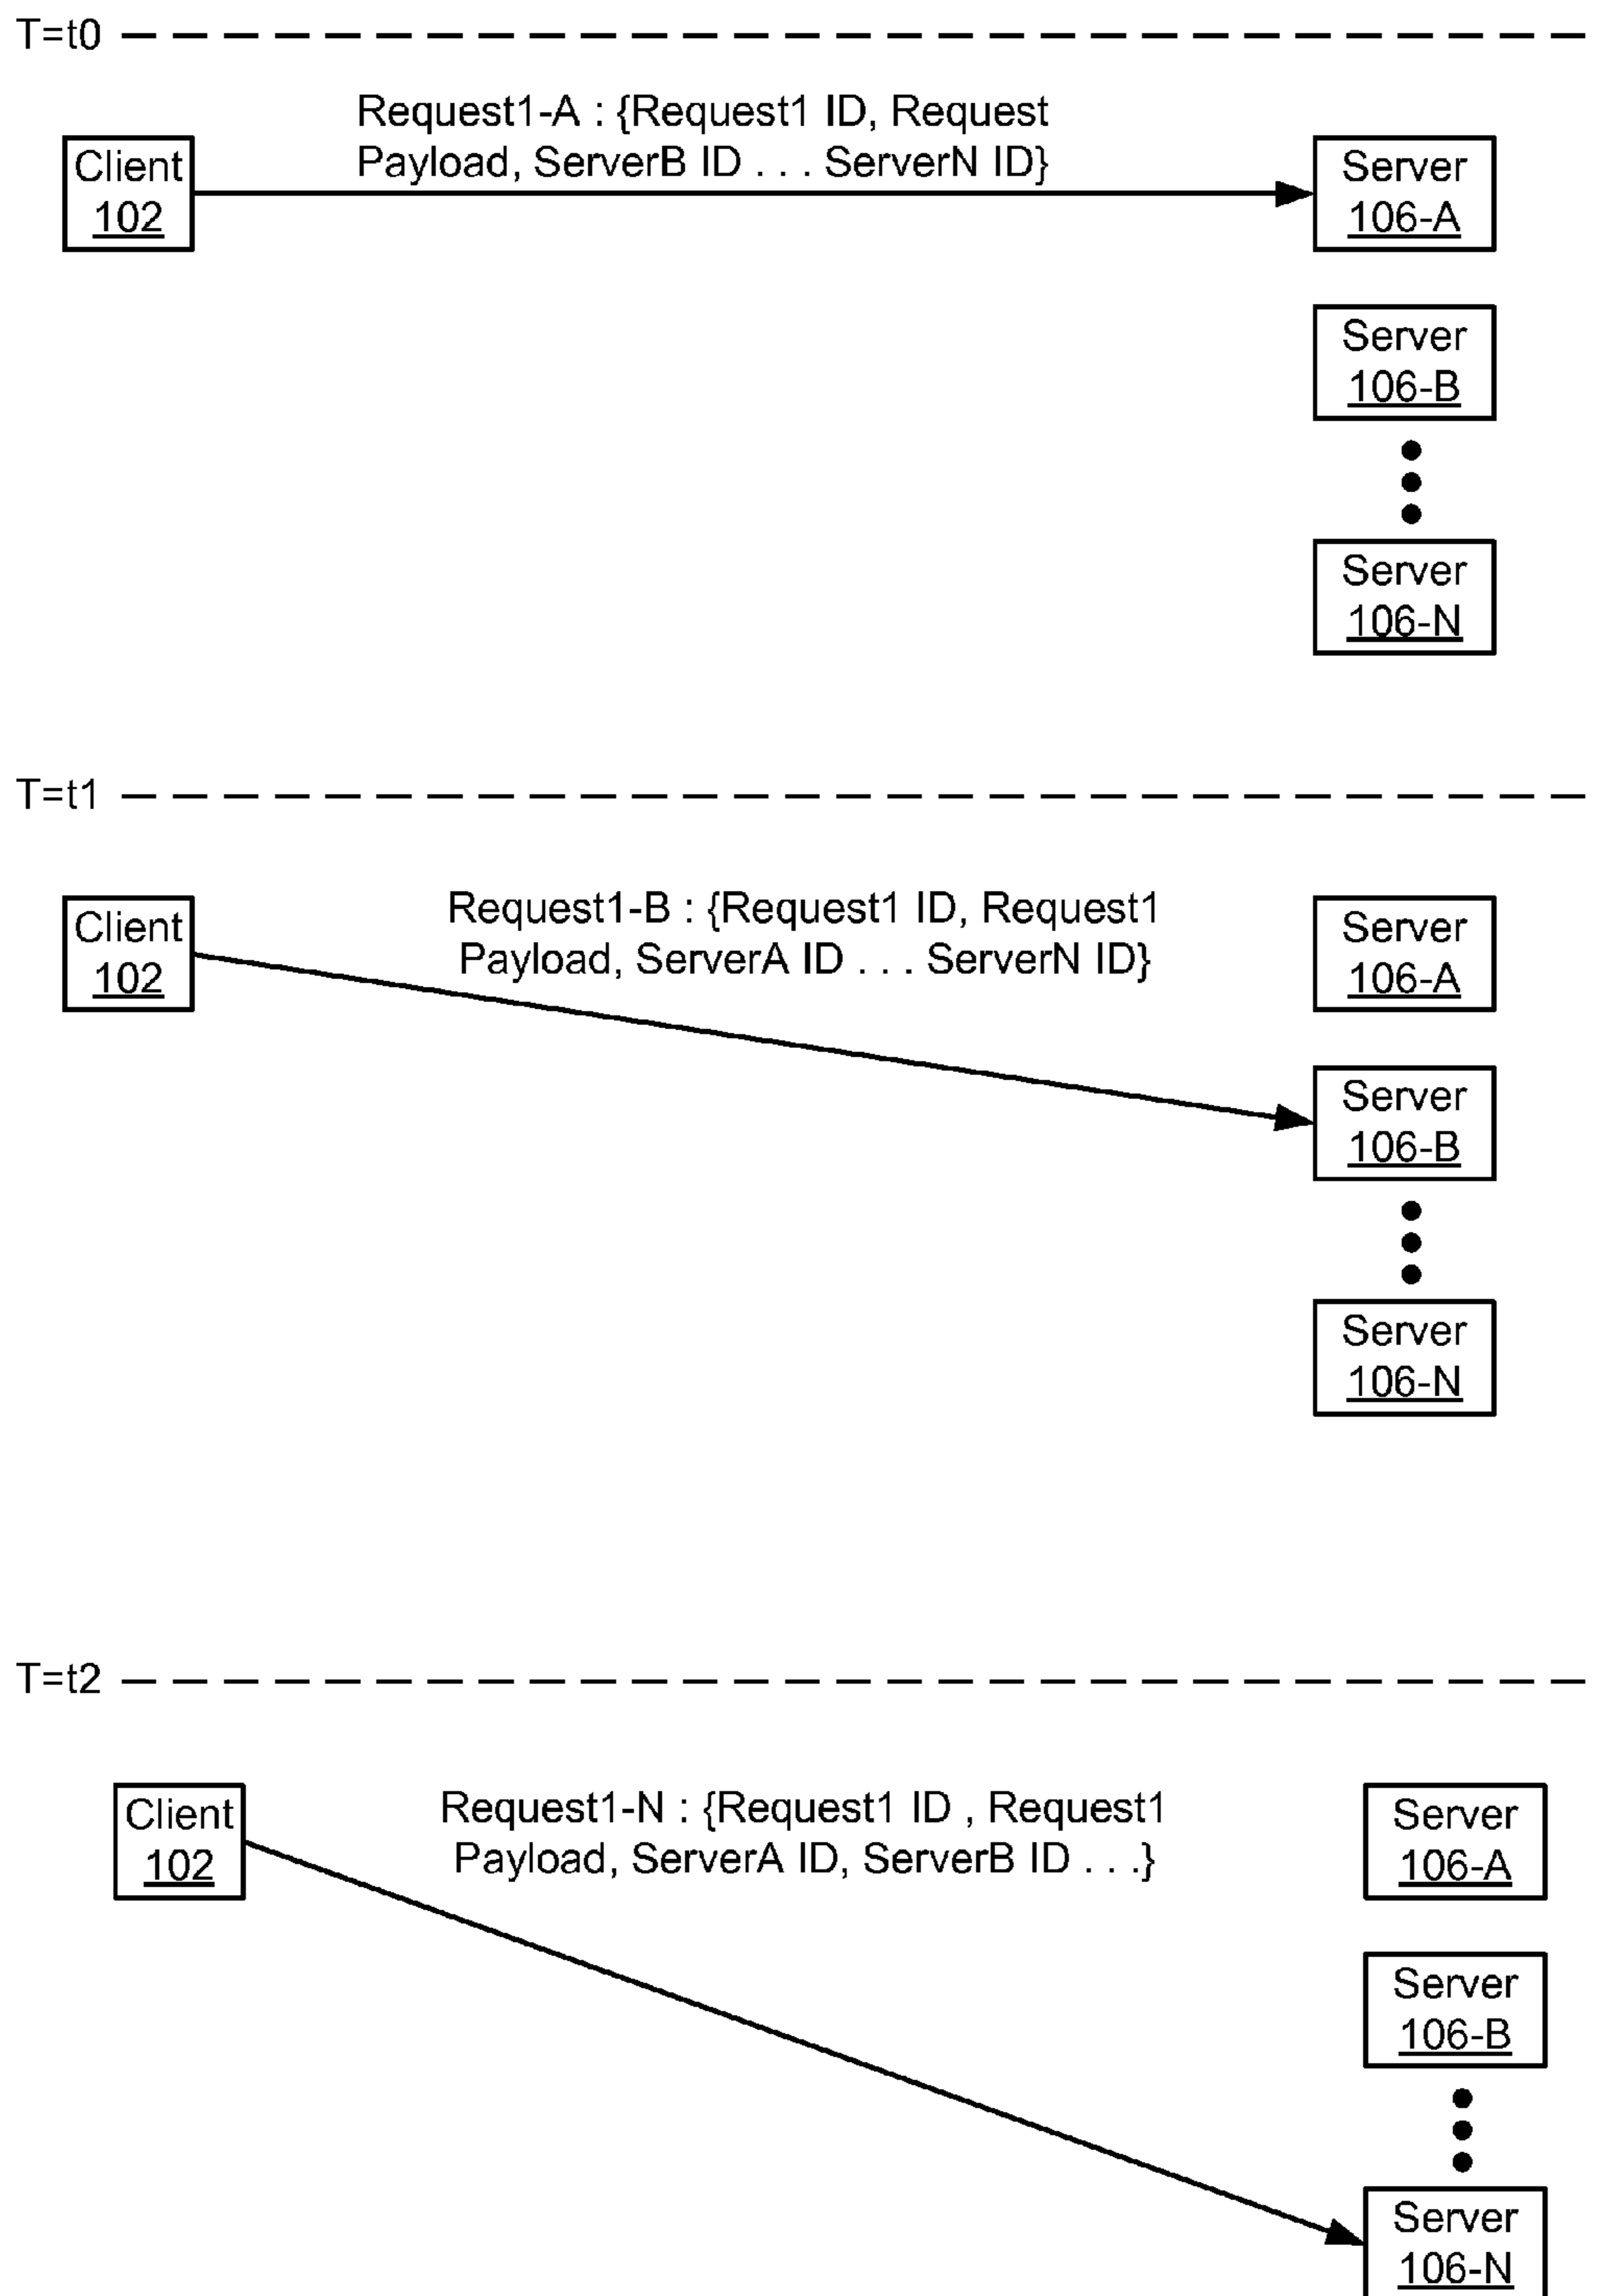 T=t0
Request1-A : {Request1 ID, Request
Payload, ServerB ID . . . ServerN ID}
Client
102
Server
106-A
Server
106-B
Server
106-N
T=t1
Request1-B : {Request1 ID, Request1
Payload, ServerA ID . . . ServerN ID}
Client
102
Server
106-A
Server
106-B
Server
106-N
T=t2
Request1-N : {Request1 ID , Request1
Payload, ServerA ID, ServerB ID . . .}
Client
102
Server
106-A
Server
106-B
Server
106-N